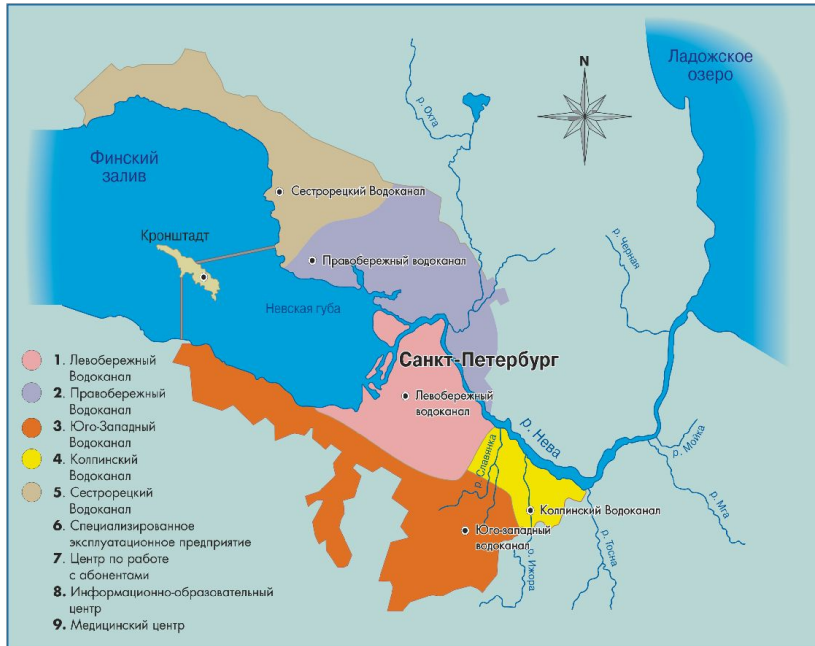 Ладожское
озеро
N
р. Охта
Финский
залив
Сестрорецкий Водоканал
Кронштадт
Правобережный водоканал
р. Черная
Невская губа
Санкт-Петербург
Левобережный
водоканал
р. Нева
р. Славянка
р. Мойка
р. Мга
Колпинский Водоканал
Юго-западный
водоканал
р. Ижора
р. Тосна
1. Левобережный
Водоканал
2. Правобережный
Водоканал
3. Юго-Западный
Водоканал
4. Колпинский
Водоканал
5. Сестрорецкий
Водоканал
6. Специализированное
эксплуатационное предприятие
7. Центр по работе
с абонентами
8. Информационно-образовательный
центр
9. Медицинский центр